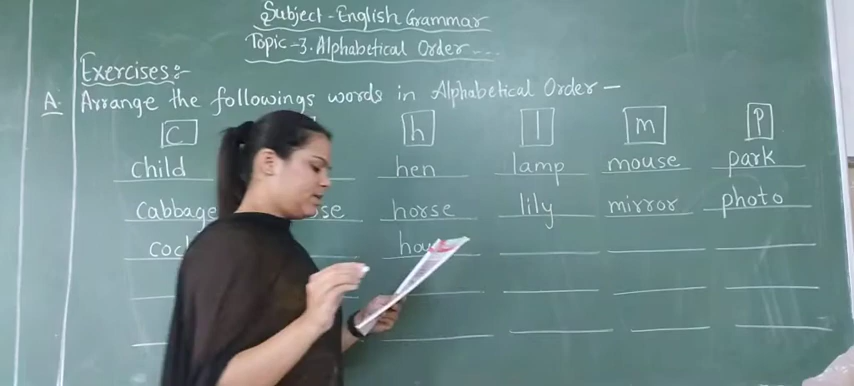 Subject - English Grammar
Topic - 3. Alphabetical Order - - -
Exercises :-
A. Arrange the followings words in Alphabetical Order -
C h l m P
child hen lamp mouse park
cabbage horse lily mirror photo